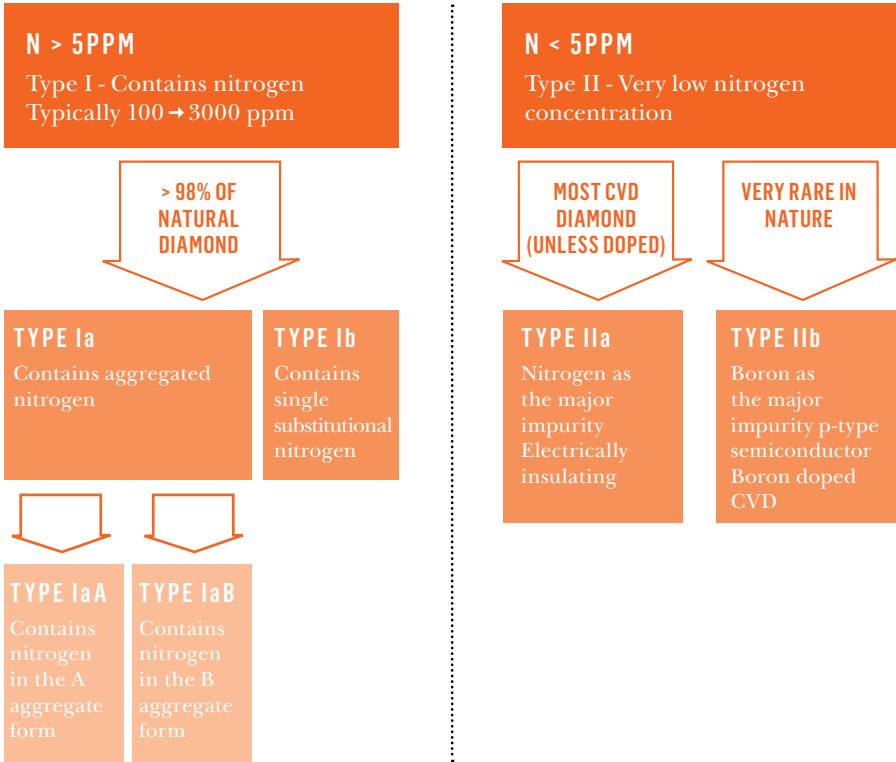 N > 5PPM
Type I - Contains nitrogen
Typically 100 → 3000 ppm
> 98% OF
NATURAL
DIAMOND
TYPE Ia
Contains aggregated
nitrogen
TYPE Ib
Contains
single
substitutional
nitrogen
TYPE IaA
Contains
nitrogen
in the A
aggregate
form
TYPE IaB
Contains
nitrogen
in the B
aggregate
form
N < 5PPM
Type II - Very low nitrogen
concentration
MOST CVD
DIAMOND
(UNLESS DOPED)
VERY RARE IN
NATURE
TYPE IIa
Nitrogen as
the major
impurity
Electrically
insulating
TYPE IIb
Boron as
the major
impurity p-type
semiconductor
Boron doped
CVD